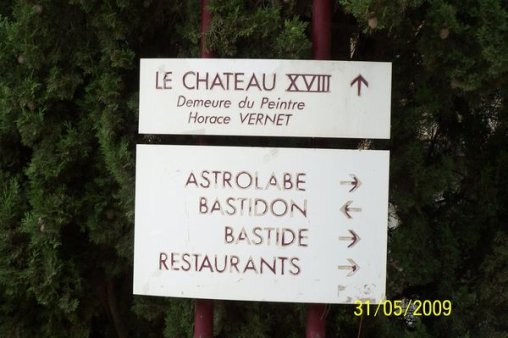 LE CHATEAU XVIII ↑
Demeure du Peintre
Horace VERNET
ASTROLABE →
BASTIDON ←
BASTIDE →
RESTAURANTS →
31/05/2009